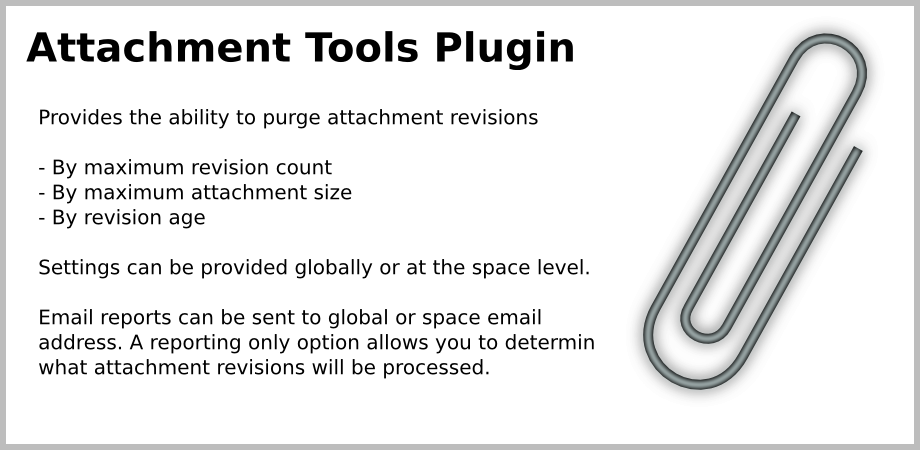 Attachment Tools Plugin
Provides the ability to purge attachment revisions
- By maximum revision count
- By maximum attachment size
- By revision age
Settings can be provided globally or at the space level.
Email reports can be sent to global or space email
address. A reporting only option allows you to determin
what attachment revisions will be processed.